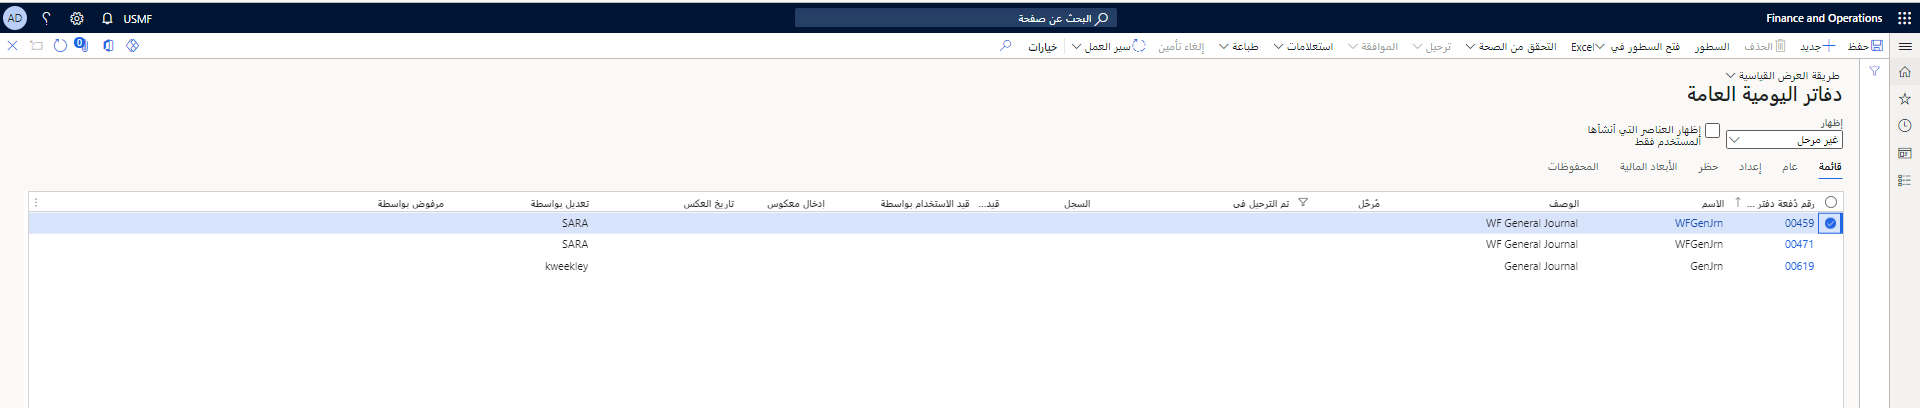 Finance and Operations
البحث عن صفحة
USMF
؟
AD
حفظ
جديد
الحذف
السطور
فتح السطور في Excel
التحقق من الصحة
ترحيل
الموافقة
استعلامات
طباعة
إلغاء تأمين
سير العمل
خيارات
0
طريقة العرض القياسية
دفاتر اليومية العامة
إظهار
غير مرحل
إظهار العناصر التي أنشأها
المستخدم فقط
قائمة عام إعداد حظر الأبعاد المالية المحفوظات
رقم دُفعة دفتر ... الاسم الوصف مُرحّل تم الترحيل في السجل قيد... قيد الاستخدام بواسطة إدخال معكوس تاريخ العكس تعديل بواسطة مرفوض بواسطة
00459 WFGenJrn WF General Journal SARA
00471 WFGenJrn WF General Journal SARA
00619 GenJrn General Journal kweekley